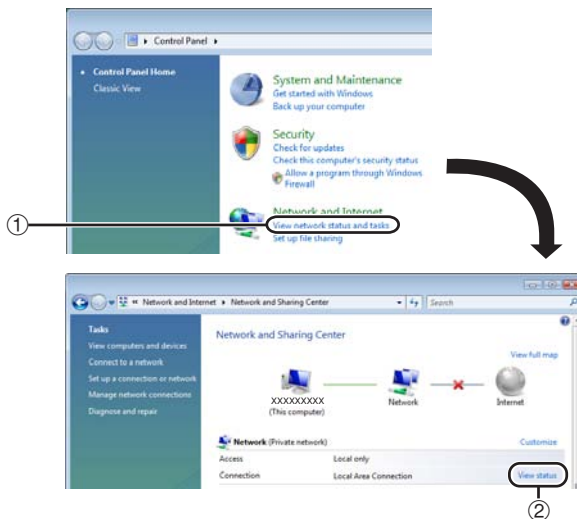 Control Panel
Control Panel Home
Classic View
System and Maintenance
Get started with Windows
Back up your computer
Security
Check for updates
Check this computer's security status
Allow a program through Windows
Firewall
①
Network and Internet
View network status and tasks
Set up file sharing
Network and Internet Network and Sharing Center
Search
Tasks
View computers and devices
Connect to a network
Set up a connection or network
Manage network connections
Diagnose and repair
Network and Sharing Center
View full map
XXXXXXXXX
(This computer)
Network
Internet
Network (Private network)
Customize
Access Local only
Connection Local Area Connection View status
②